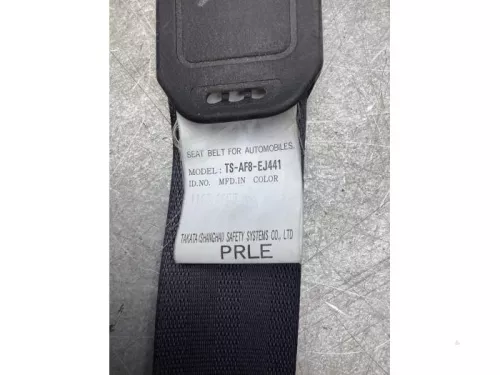 SEAT BELT FOR AUTOMOBILES.
MODEL: TS-AF8-EJ441
ID.NO. MFD.IN COLOR
TAKATA(SHANGHAI) SAFETY SYSTEMS CO., LTD
PRLE